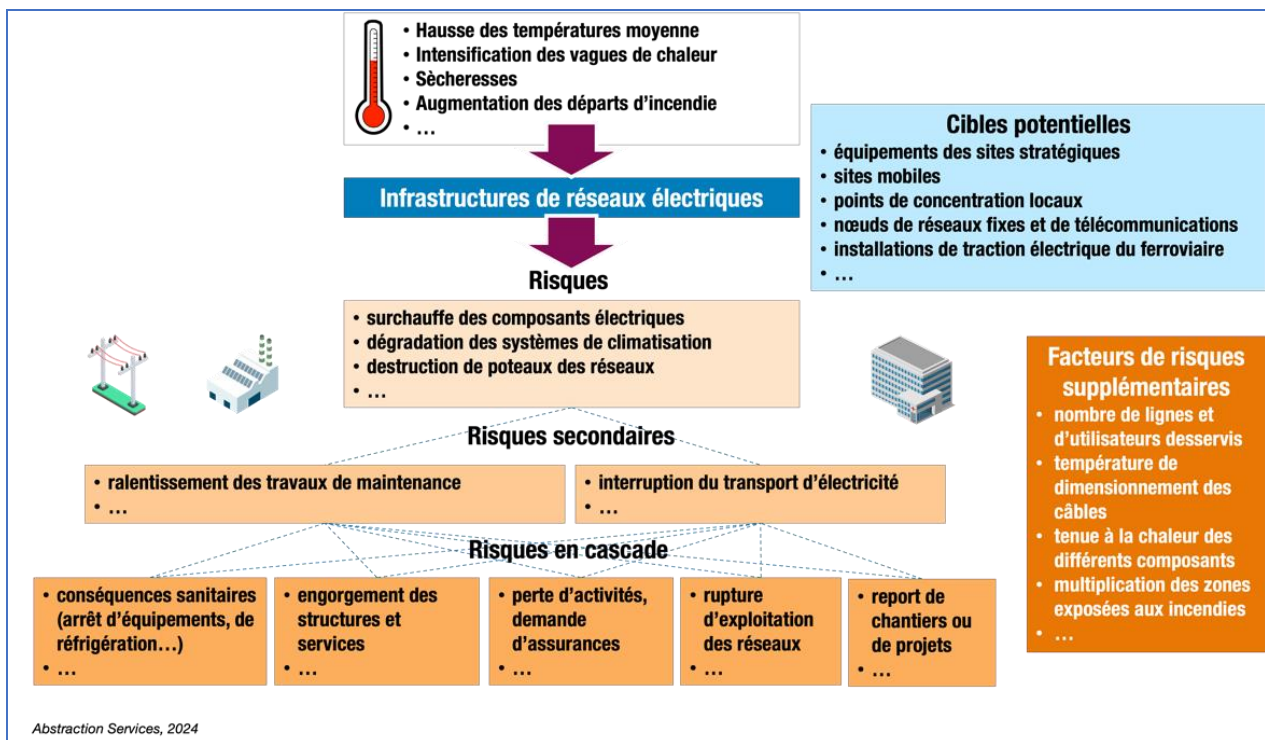 • Hausse des températures moyenne
• Intensification des vagues de chaleur
• Sècheresses
• Augmentation des départs d'incendie
• …
Infrastructures de réseaux électriques
Cibles potentielles
• équipements des sites stratégiques
• sites mobiles
• points de concentration locaux
• nœuds de réseaux fixes et de télécommunications
• installations de traction électrique du ferroviaire
• …
Risques
• surchauffe des composants électriques
• dégradation des systèmes de climatisation
• destruction de poteaux des réseaux
• …
Facteurs de risques
supplémentaires
• nombre de lignes et
d'utilisateurs desservis
• température de
dimensionnement des
câbles
• tenue à la chaleur des
différents composants
• multiplication des zones
exposées aux incendies
• …
Risques secondaires
• ralentissement des travaux de maintenance
• …
• interruption du transport d'électricité
• …
Risques en cascade
• conséquences sanitaires
(arrêt d'équipements, de
réfrigération…)
• …
• engorgement des
structures et
services
• …
• perte d'activités,
demande
d'assurances
• …
• rupture
d'exploitation
des réseaux
• …
• report de
chantiers ou
de projets
• …
Abstraction Services, 2024